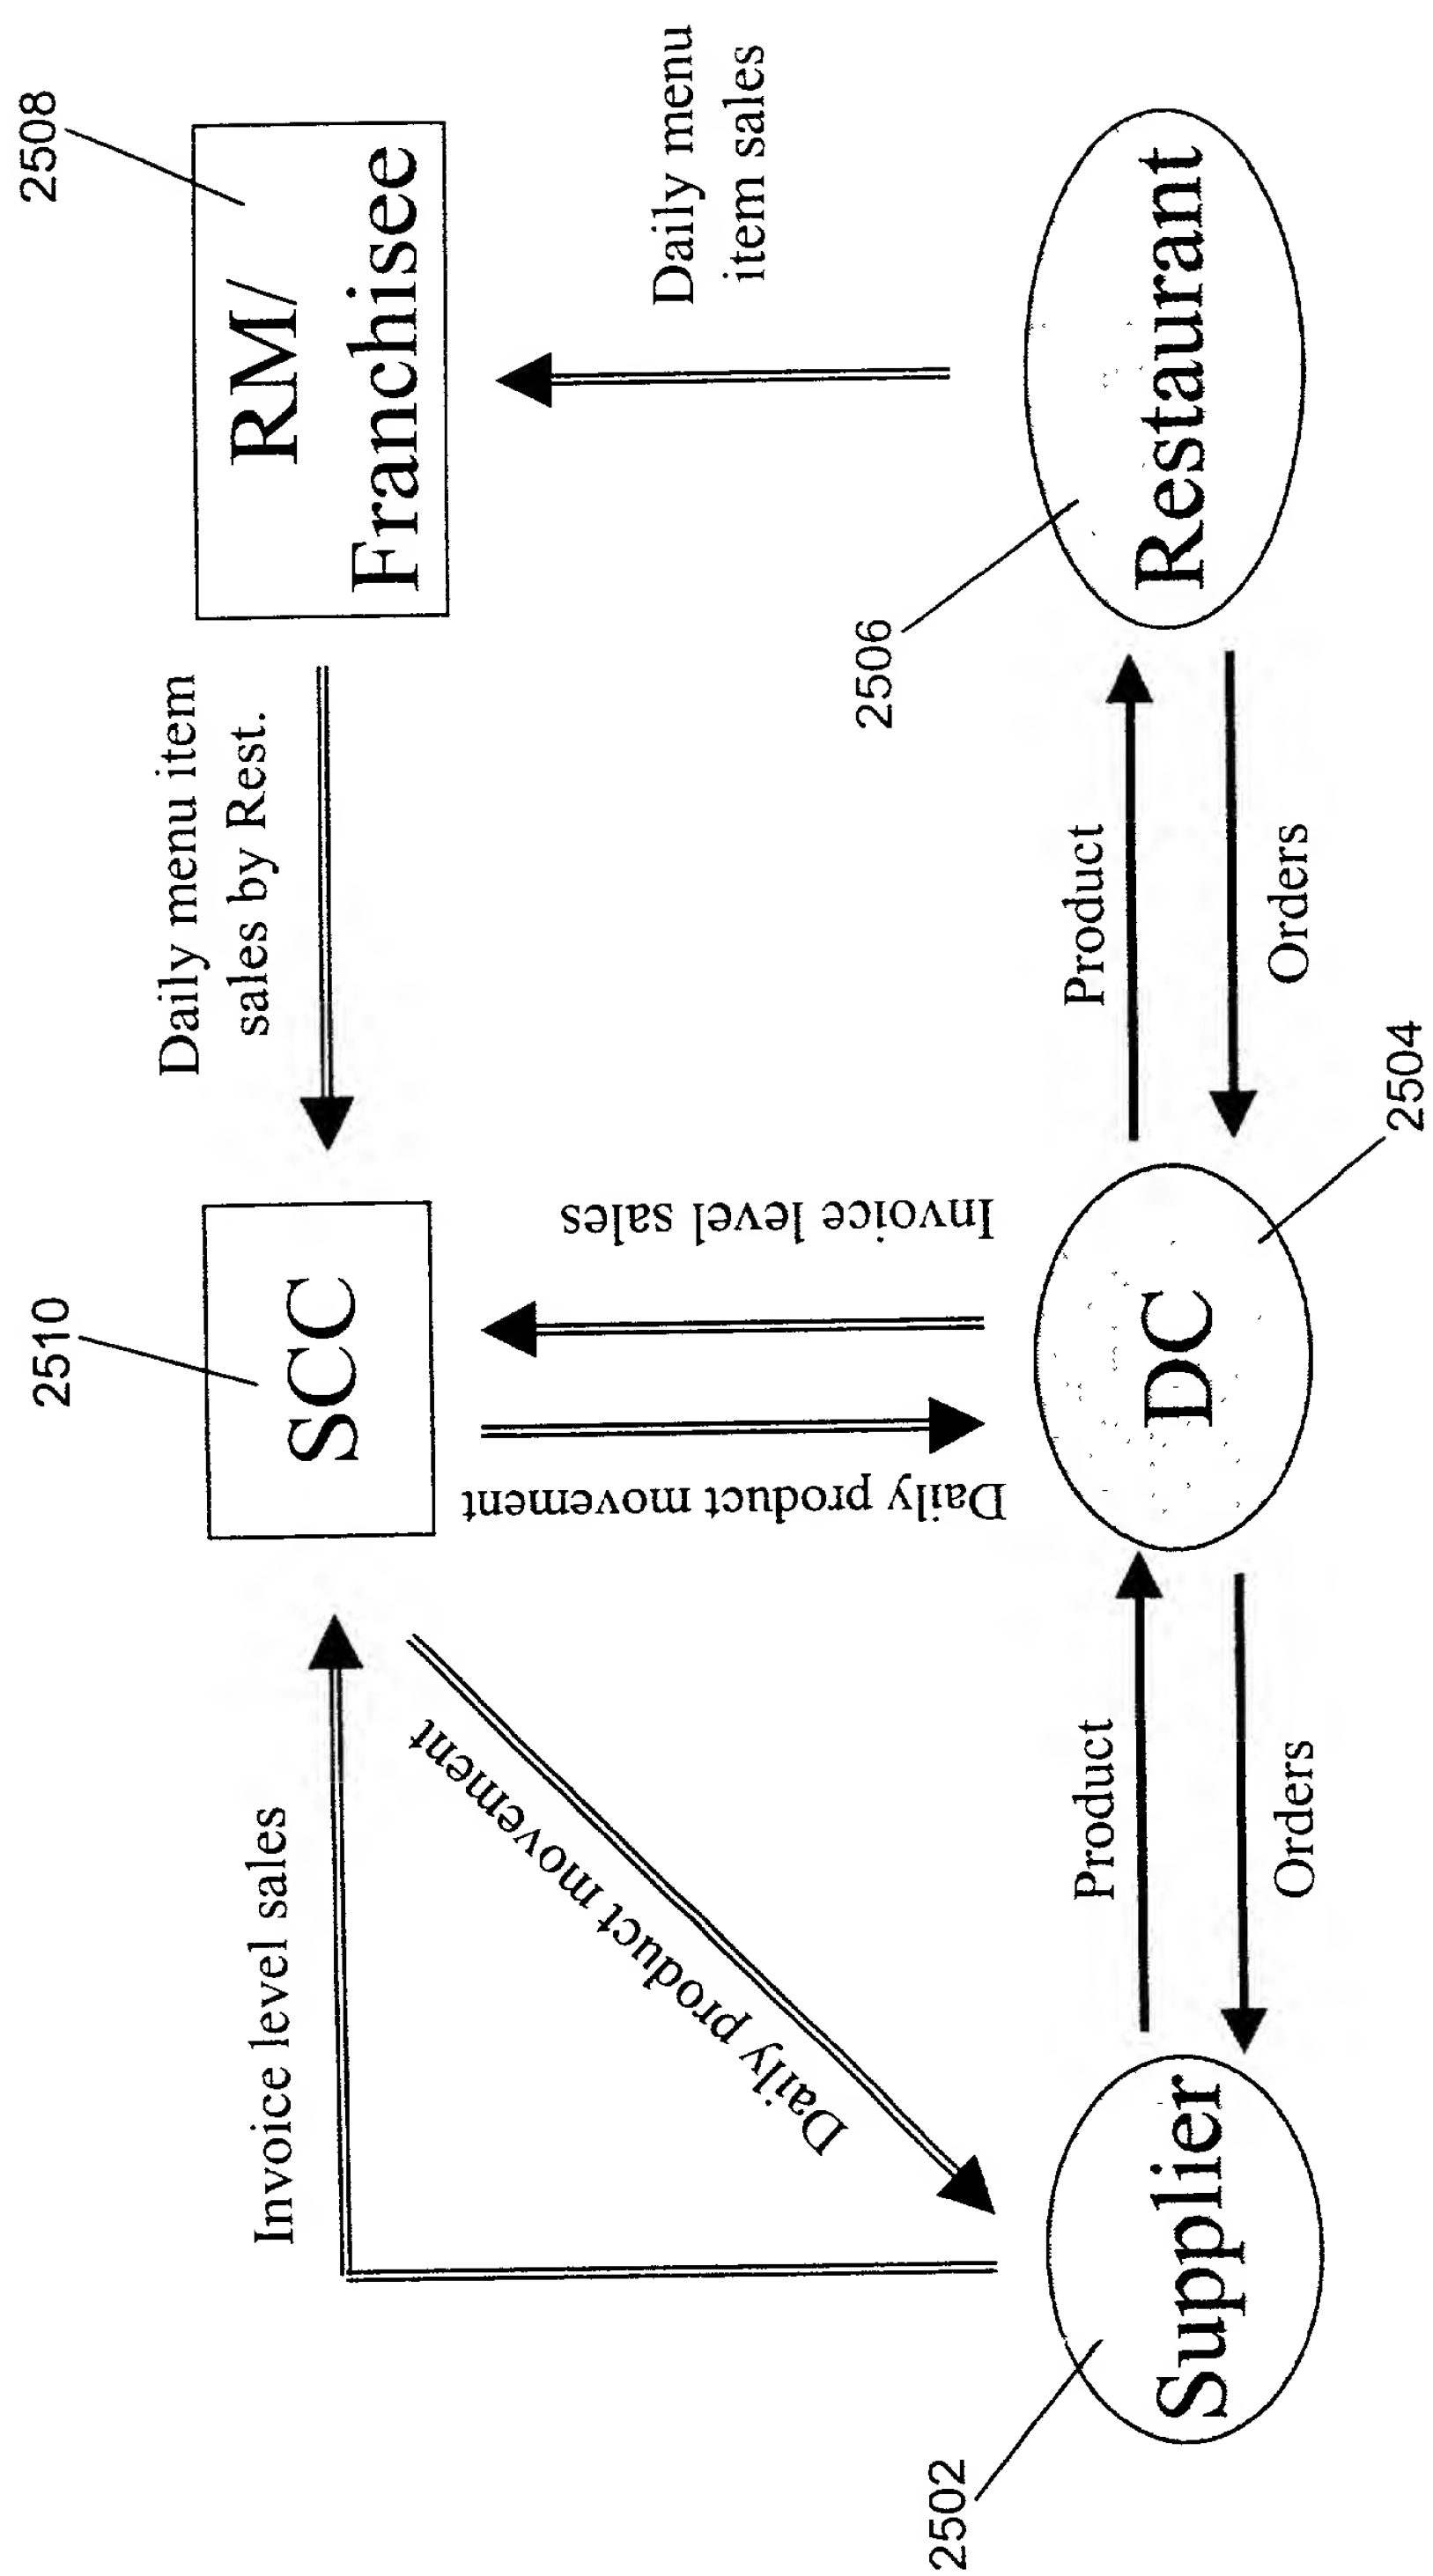 2510
2508
SCC
RM/
Franchisee
Invoice level sales
Daily menu item
sales by Rest.
Daily product movement
Daily product movement
Invoice level sales
Daily menu
item sales
2502
2506
Supplier
Product
Orders
DC
Product
Orders
Restaurant
2504